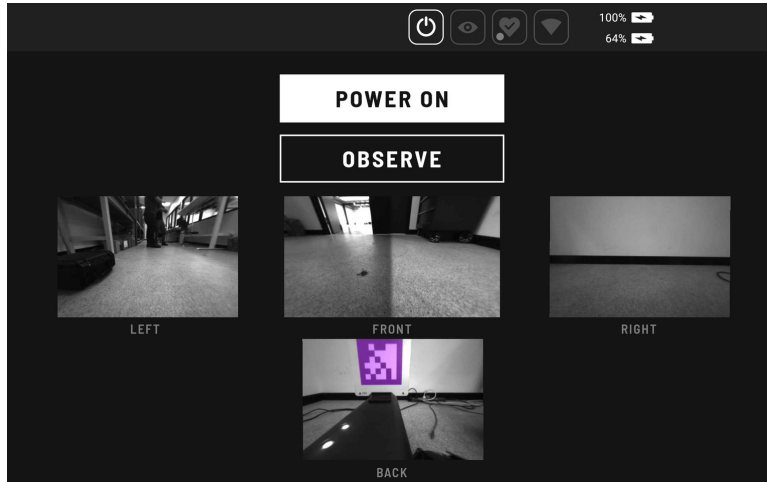 100%
64%
POWER ON
OBSERVE
LEFT
FRONT
RIGHT
BACK